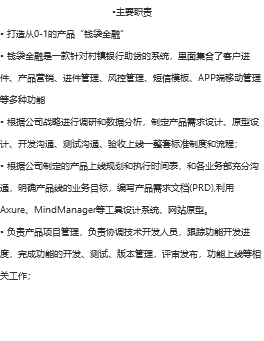 •主要职责
• 打造从0-1的产品“钱袋金融”
• 钱袋金融是一款针对村镇银行助贷的系统，里面集合了客户进
件、产品营销、进件管理、风控管理、短信模板、APP端移动管理
等多种功能
• 根据公司战略进行调研和数据分析，制定产品需求设计、原型设
计、开发沟通、测试沟通、验收上线一整套标准制度和流程；
• 根据公司制定的产品上线规划和执行时间表，和各业务部充分沟
通，明确产品线的业务目标，编写产品需求文档(PRD),利用
Axure、MindManager等工具设计系统、网站原型。
• 负责产品项目管理，负责协调技术开发人员，跟踪功能开发进
度，完成功能的开发、测试、版本管理，评审发布，功能上线等相
关工作；